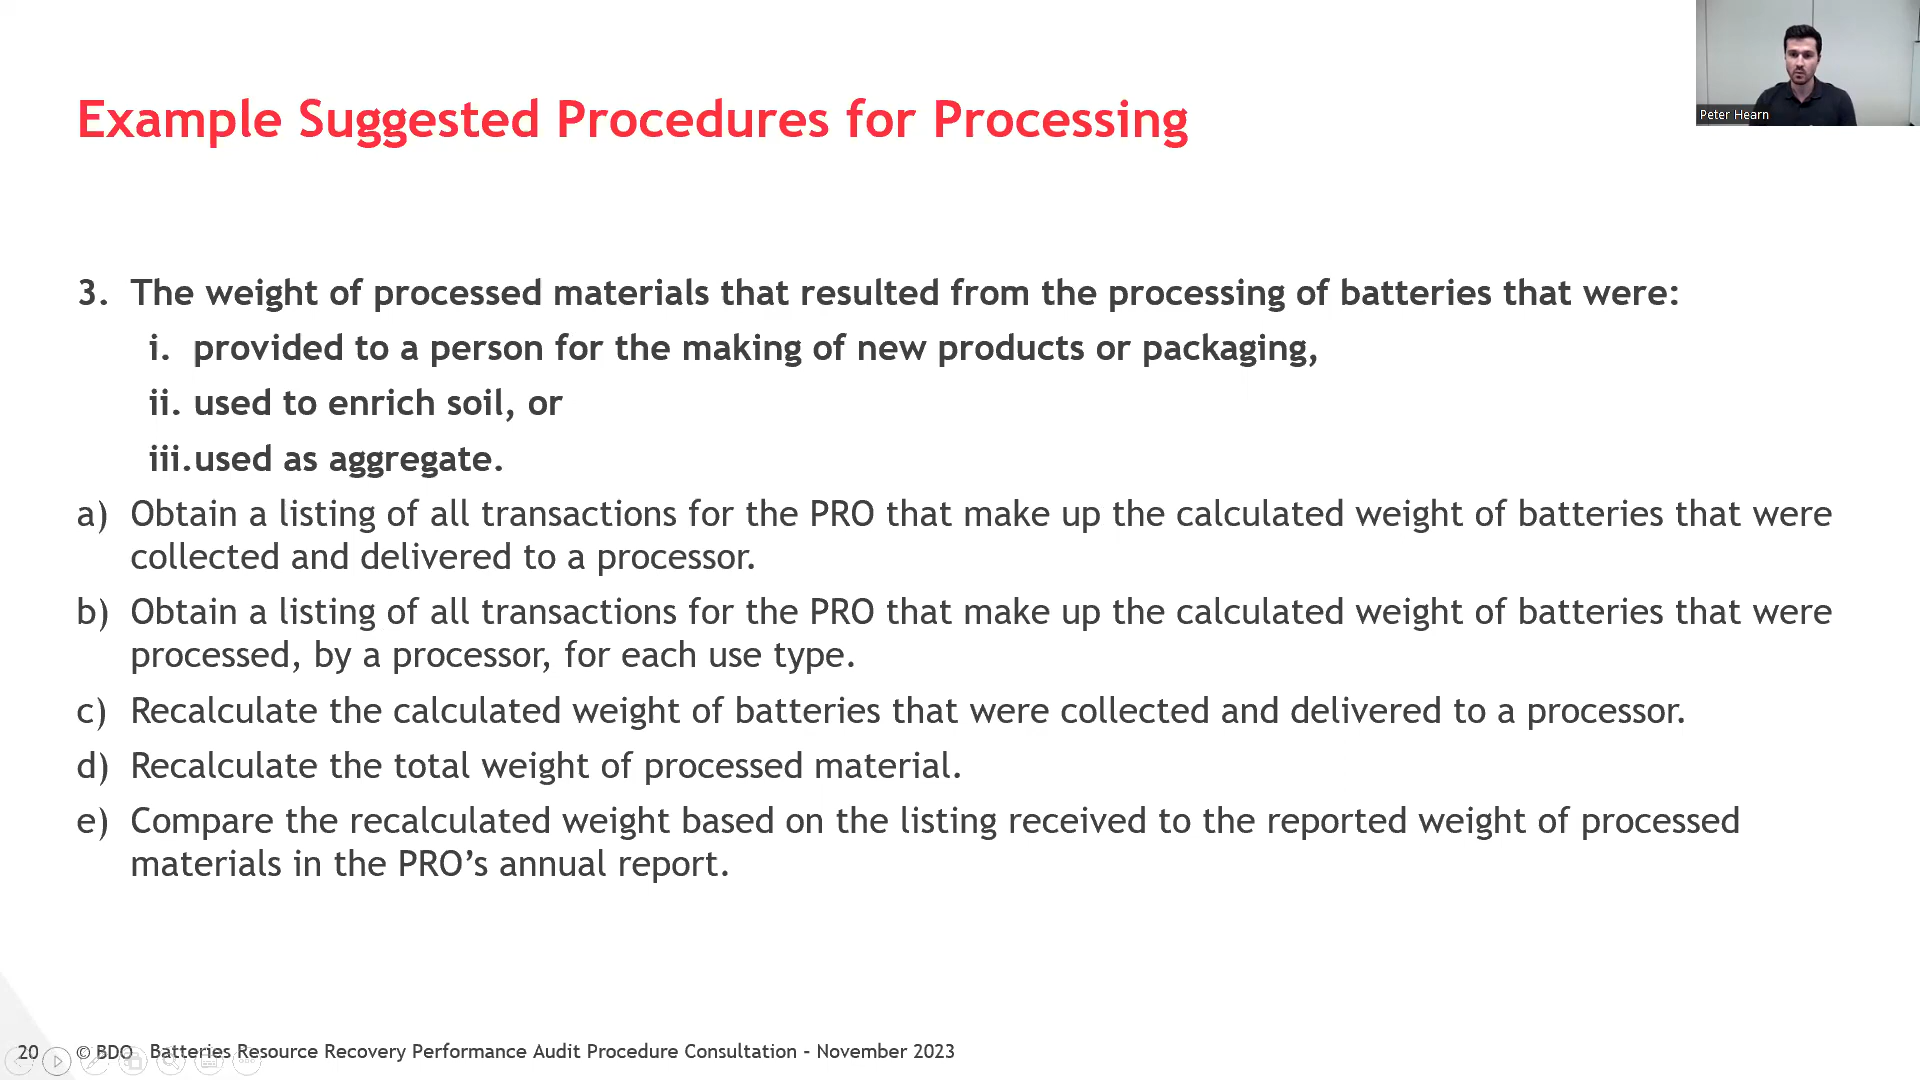 Peter Hearn
Example Suggested Procedures for Processing
3. The weight of processed materials that resulted from the processing of batteries that were:
i. provided to a person for the making of new products or packaging,
ii. used to enrich soil, or
iii.used as aggregate.
a) Obtain a listing of all transactions for the PRO that make up the calculated weight of batteries that were
collected and delivered to a processor.
b) Obtain a listing of all transactions for the PRO that make up the calculated weight of batteries that were
processed, by a processor, for each use type.
c) Recalculate the calculated weight of batteries that were collected and delivered to a processor.
d) Recalculate the total weight of processed material.
e) Compare the recalculated weight based on the listing received to the reported weight of processed
materials in the PRO’s annual report.
20 © BDO Batteries Resource Recovery Performance Audit Procedure Consultation - November 2023